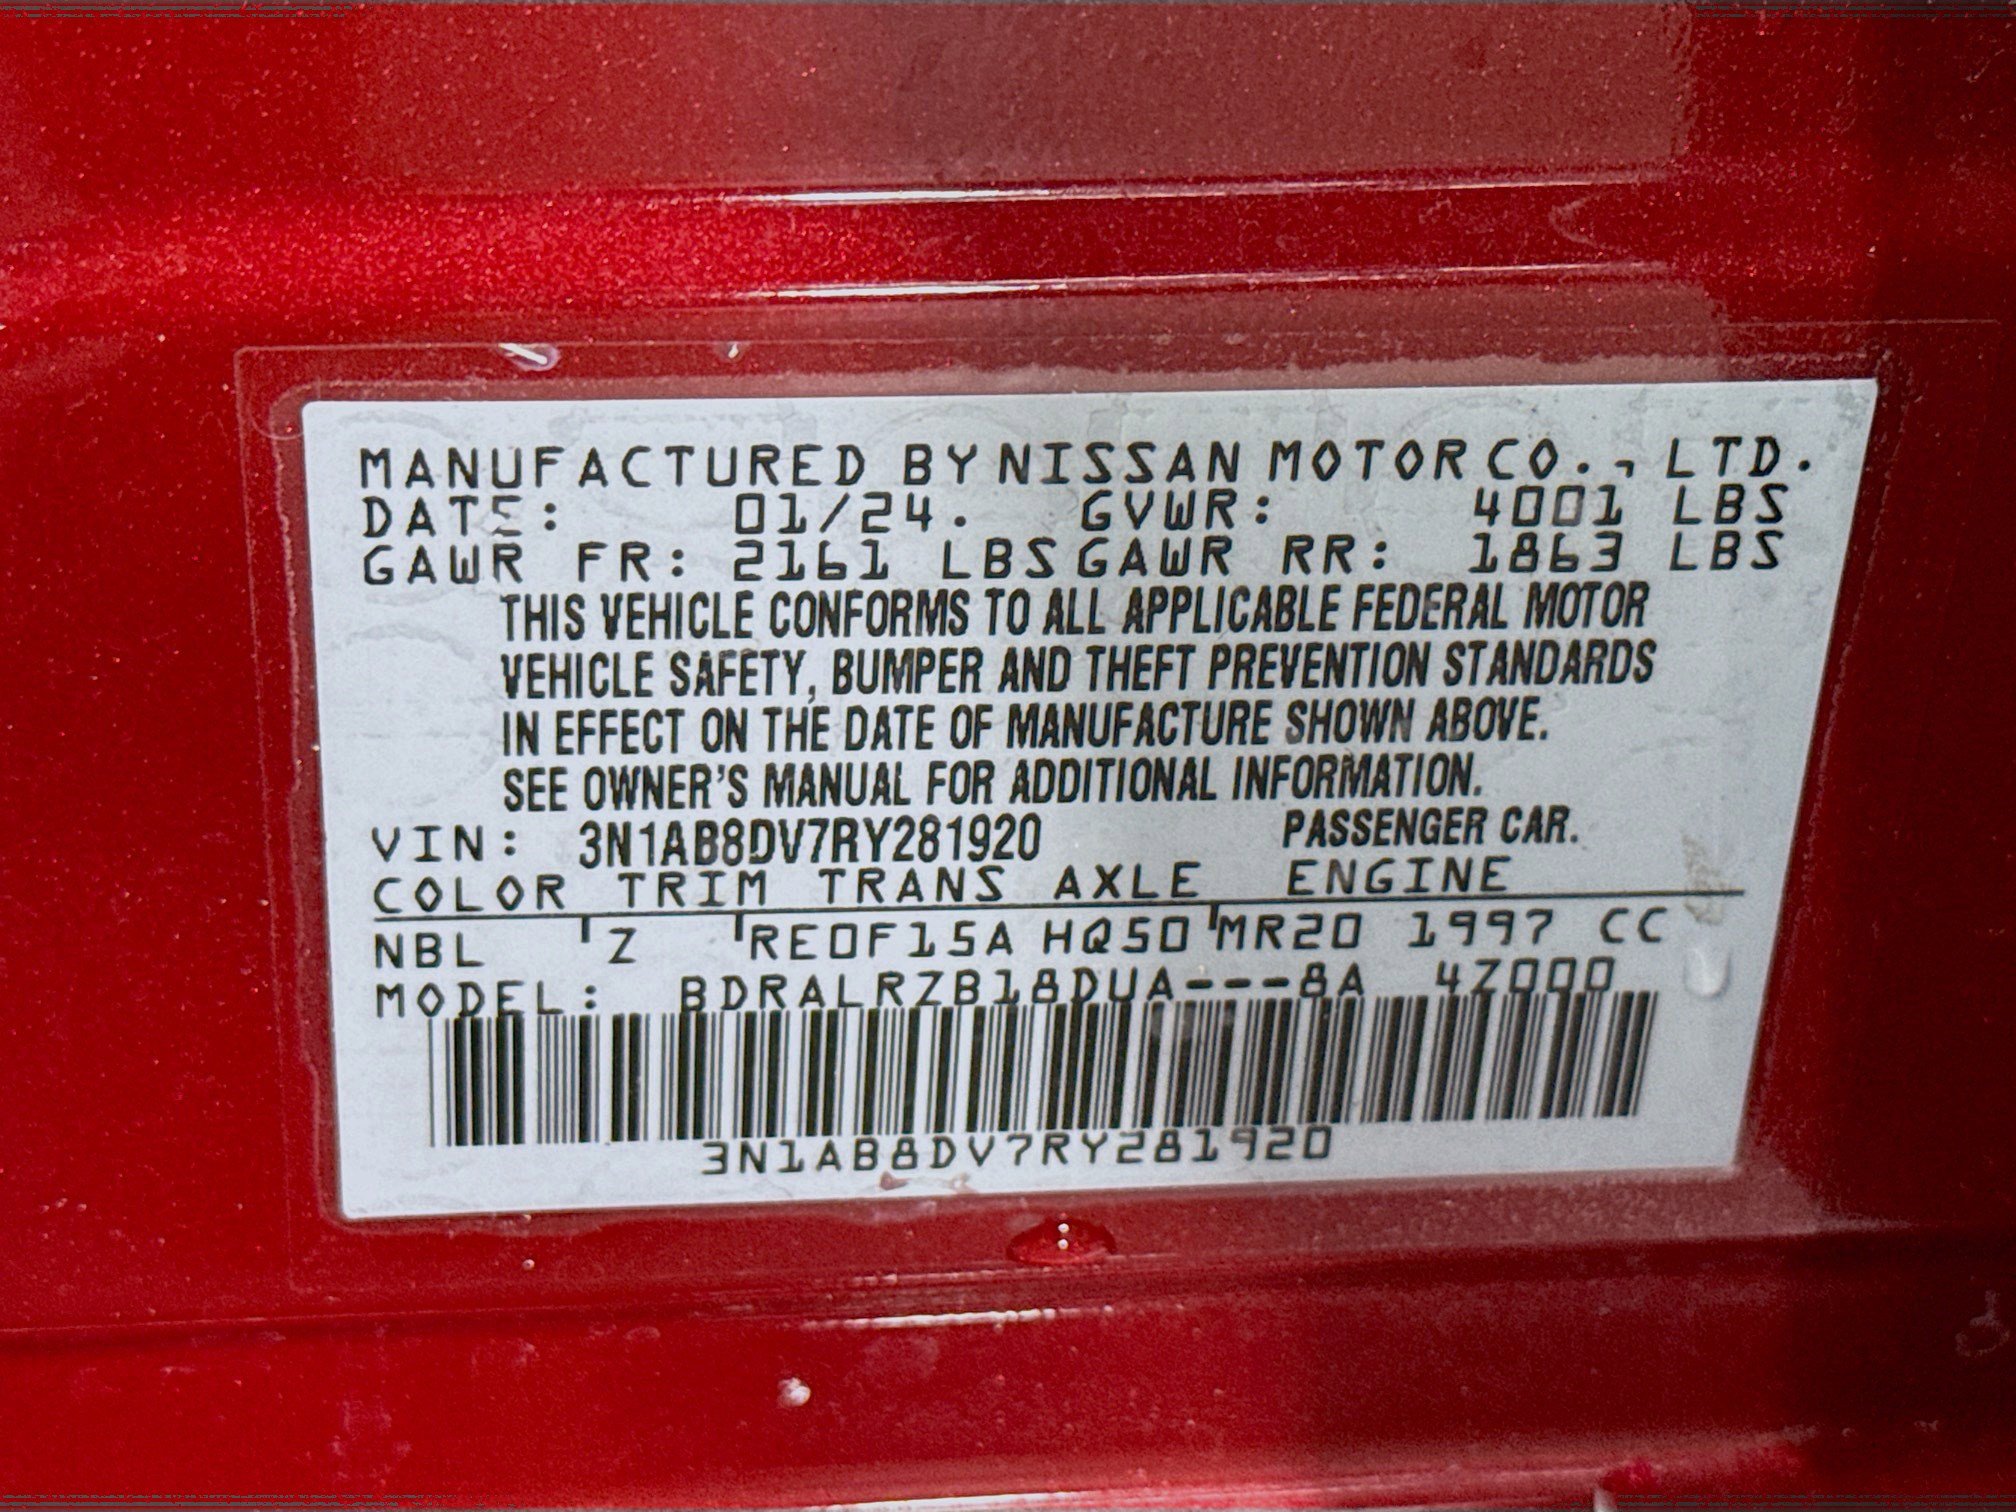 MANUFACTURED BY NISSAN MOTOR CO., LTD.
DATE: 01/24. GVWR: 4001 LBS
GAWR FR: 2161 LBS GAWR RR: 1863 LBS
THIS VEHICLE CONFORMS TO ALL APPLICABLE FEDERAL MOTOR
VEHICLE SAFETY, BUMPER AND THEFT PREVENTION STANDARDS
IN EFFECT ON THE DATE OF MANUFACTURE SHOWN ABOVE.
SEE OWNER'S MANUAL FOR ADDITIONAL INFORMATION.
VIN: 3N1AB8DV7RY281920 PASSENGER CAR.
COLOR TRIM TRANS AXLE ENGINE
NBL Z RE0F15A HQ50 MR20 1997 CC
MODEL: BDRALRZB18DUA---8A 4Z000
3N1AB8DV7RY281920